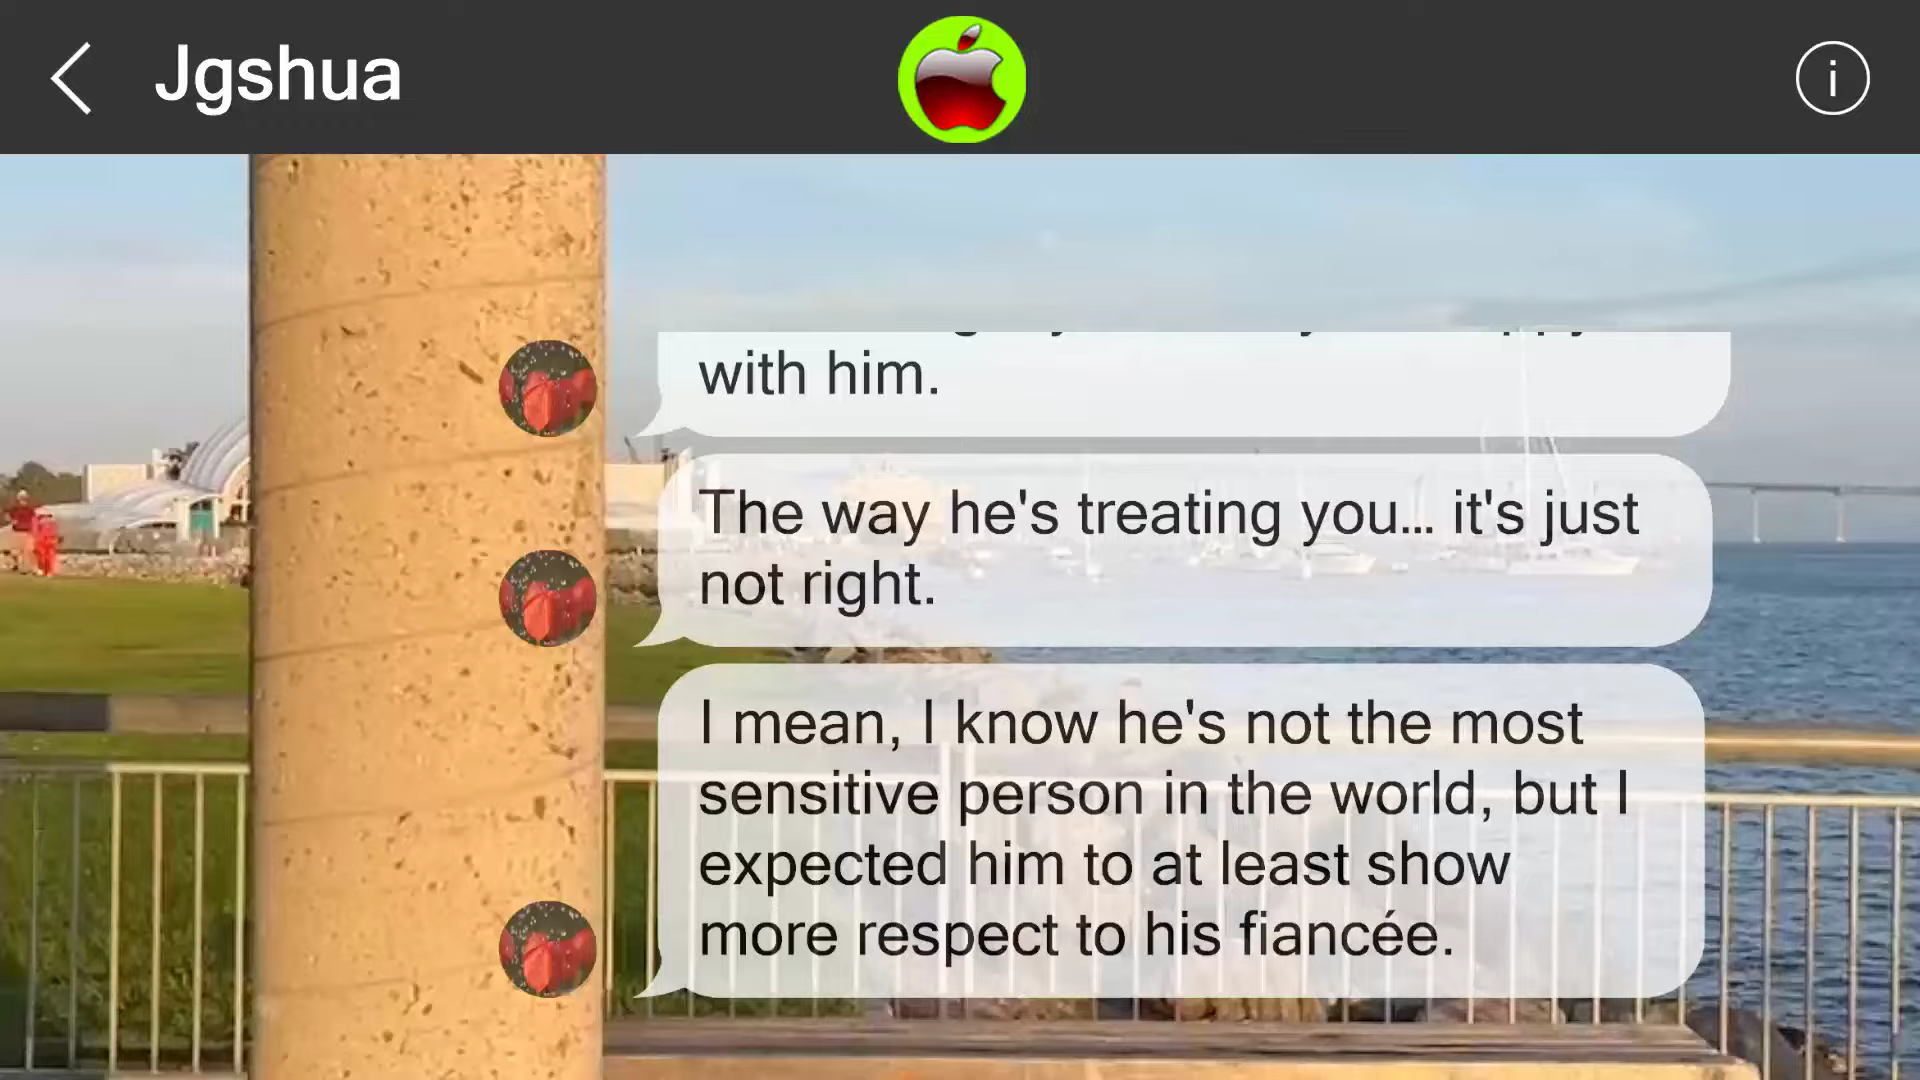 Jgshua
with him.
The way he's treating you... it's just
not right.
I mean, I know he's not the most
sensitive person in the world, but I
expected him to at least show
more respect to his fiancée.